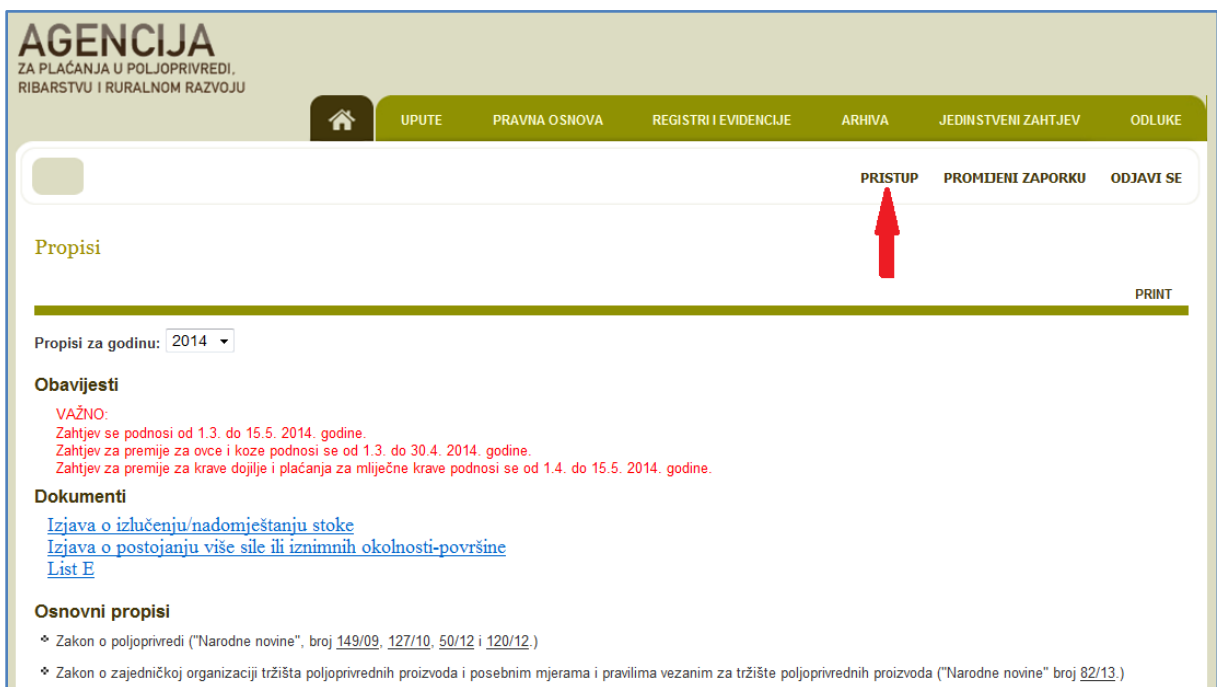 AGENCIJA
ZA PLAĆANJA U POLJOPRIVREDI,
RIBARSTVU I RURALNOM RAZVOJU
UPUTE PRAVNA OSNOVA REGISTRI I EVIDENCIJE ARHIVA JEDINSTVENI ZAHTJEV ODLUKE
PRISTUP PROMIJENI ZAPORKU ODJAVI SE
Propisi
PRINT
Propisi za godinu: 2014
Obavijesti
VAŽNO:
Zahtjev se podnosi od 1.3. do 15.5. 2014. godine.
Zahtjev za premije za ovce i koze podnosi se od 1.3. do 30.4. 2014. godine.
Zahtjev za premije za krave dojilje i plaćanja za mliječne krave podnosi se od 1.4. do 15.5. 2014. godine.
Dokumenti
Izjava o izlučenju/nadomještanju stoke
Izjava o postojanju više sile ili iznimnih okolnosti-površine
List E
Osnovni propisi
❖ Zakon o poljoprivredi ("Narodne novine", broj 149/09, 127/10, 50/12 i 120/12.)
❖ Zakon o zajedničkoj organizaciji tržišta poljoprivrednih proizvoda i posebnim mjerama i pravilima vezanim za tržište poljoprivrednih proizvoda ("Narodne novine" broj 82/13.)